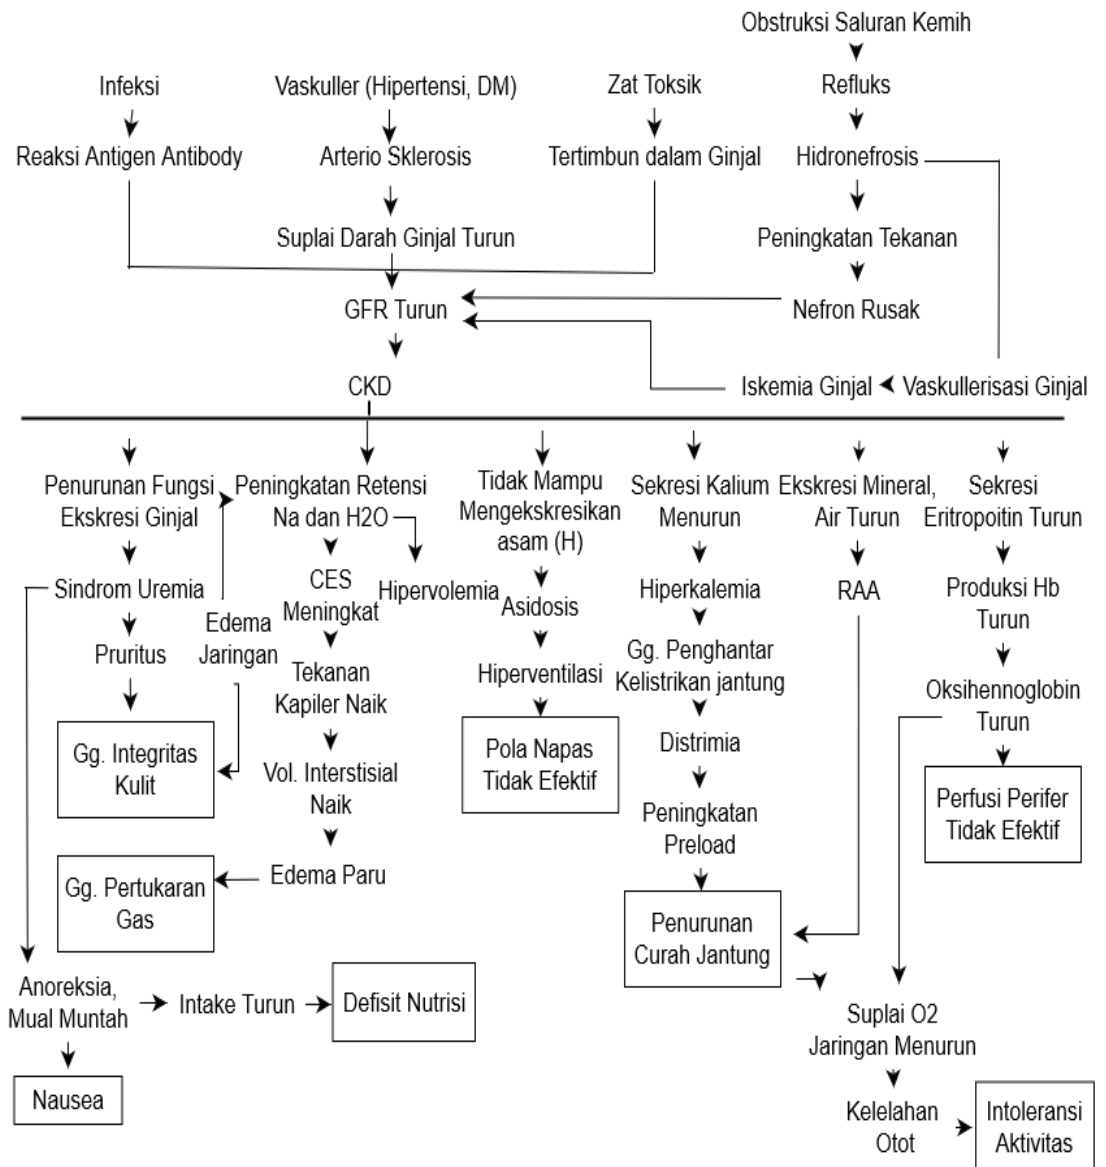 Obstruksi Saluran Kemih
Infeksi
Vaskuller (Hipertensi, DM)
Zat Toksik
Refluks
Reaksi Antigen Antibody
Arterio Sklerosis
Tertimbun dalam Ginjal
Hidronefrosis
Suplai Darah Ginjal Turun
Peningkatan Tekanan
GFR Turun
Nefron Rusak
CKD
Iskemia Ginjal
Vaskullerisasi Ginjal
Penurunan Fungsi
Ekskresi Ginjal
Sindrom Uremia
Pruritus
Gg. Integritas
Kulit
Edema
Jaringan
Peningkatan Retensi
Na dan H2O
CES
Meningkat
Hipervolemia
Tekanan
Kapiler Naik
Vol. Interstisial
Naik
Edema Paru
Gg. Pertukaran
Gas
Tidak Mampu
Mengekskresikan
asam (H)
Asidosis
Hiperventilasi
Pola Napas
Tidak Efektif
Sekresi Kalium
Menurun
Hiperkalemia
Gg. Penghantar
Kelistrikan jantung
Distrimia
Peningkatan
Preload
Penurunan
Curah Jantung
Ekskresi Mineral,
Air Turun
RAA
Sekresi
Eritropoitin Turun
Produksi Hb
Turun
Oksihennoglobin
Turun
Perfusi Perifer
Tidak Efektif
Anoreksia,
Mual Muntah
Intake Turun
Defisit Nutrisi
Nausea
Suplai O2
Jaringan Menurun
Kelelahan
Otot
Intoleransi
Aktivitas